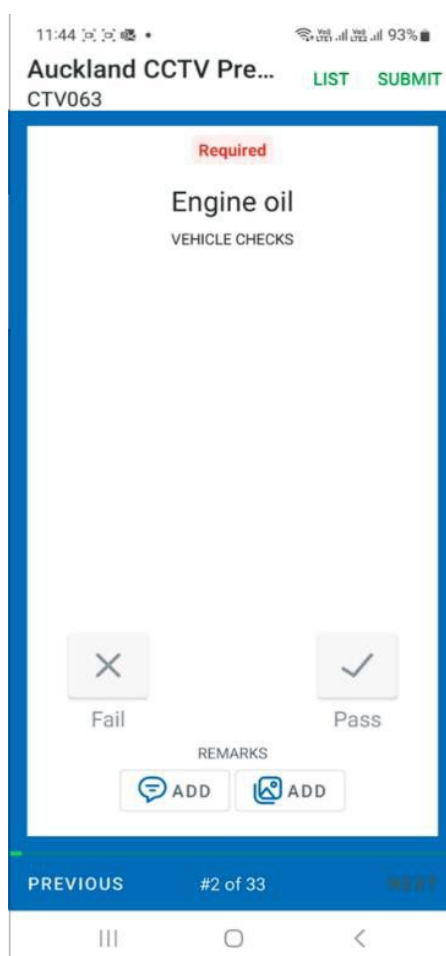 11:44
93%
Auckland CCTV Pre...
LIST
SUBMIT
CTV063
Required
Engine oil
VEHICLE CHECKS
Fail
Pass
REMARKS
ADD
ADD
PREVIOUS
#2 of 33
NEXT